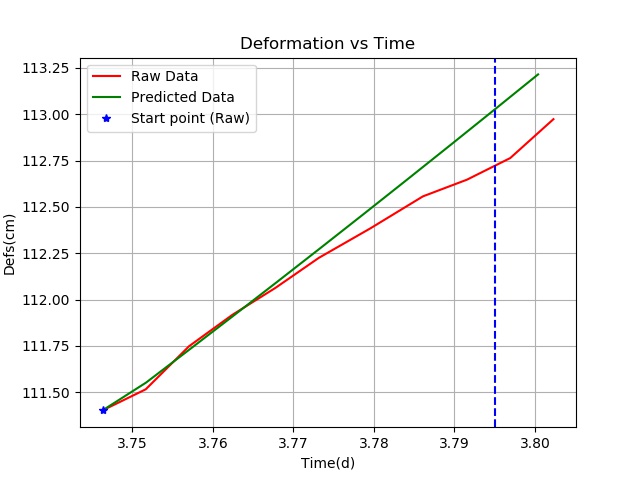 Deformation vs Time
Raw Data
Predicted Data
Start point (Raw)
113.25
113.00
112.75
112.50
112.25
112.00
111.75
111.50
Defs(cm)
3.75
3.76
3.77
3.78
3.79
3.80
Time(d)